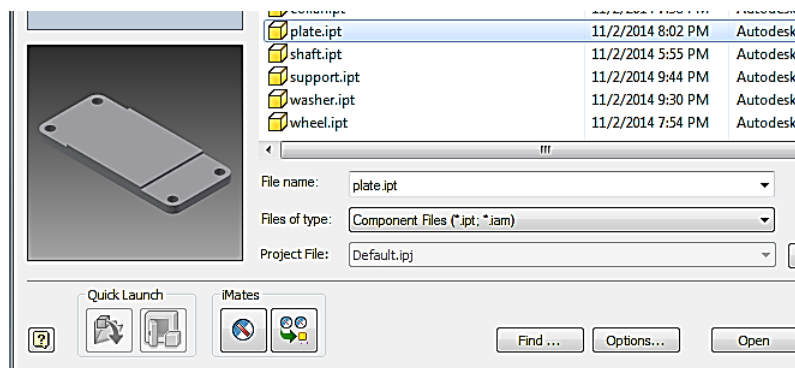 plate.ipt 11/2/2014 8:02 PM Autodesk
shaft.ipt 11/2/2014 5:55 PM Autodesk
support.ipt 11/2/2014 9:44 PM Autodesk
washer.ipt 11/2/2014 9:30 PM Autodesk
wheel.ipt 11/2/2014 7:54 PM Autodesk
File name: plate.ipt
Files of type: Component Files (*.ipt; *.iam)
Project File: Default.ipj
Quick Launch iMates
Find ... Options... Open